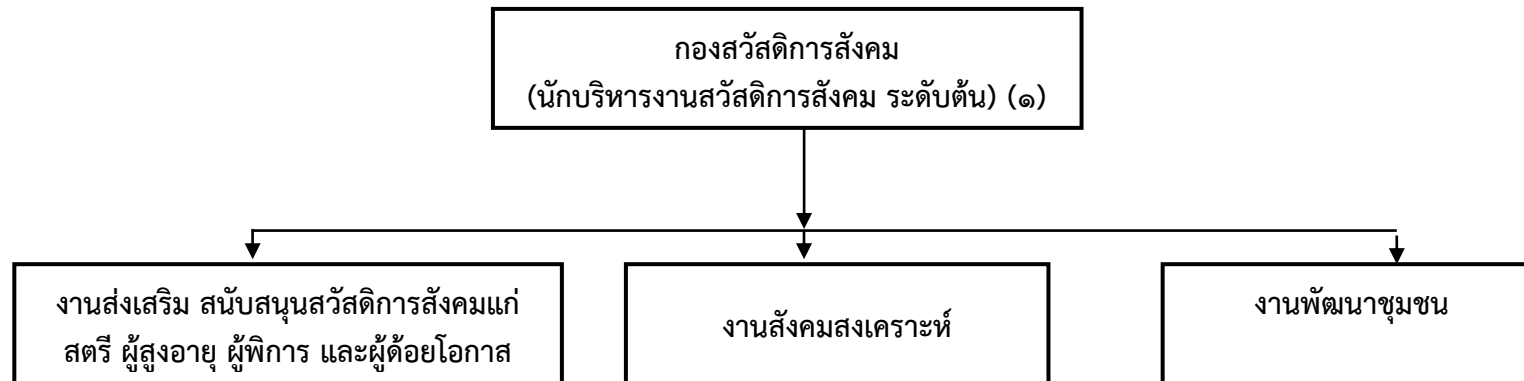 กองสวัสดิการสังคม
(นักบริหารงานสวัสดิการสังคม ระดับต้น) (๑)
งานส่งเสริม สนับสนุนสวัสดิการสังคมแก่
สตรี ผู้สูงอายุ ผู้พิการ และผู้ด้อยโอกาส
งานสังคมสงเคราะห์
งานพัฒนาชุมชน